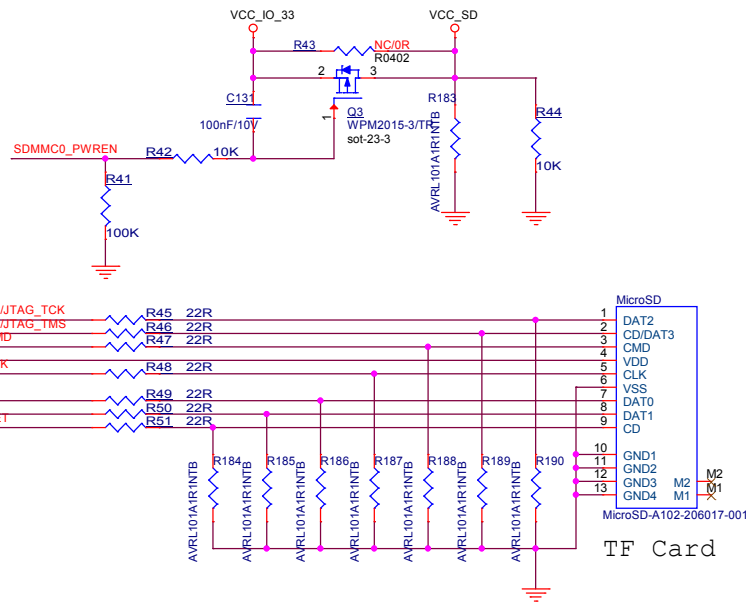 VCC_IO_33 VCC_SD
R43 NC/0R
R0402
2 3
C131 R183
100nF/10V Q3 R44
1 WPM2015-3/TR
sot-23-3
SDMMC0_PWREN R42 10K AVRL101A1R1NTB 10K
R41
100K
MicroSD
/JTAG_TCK R45 22R 1 DAT2
/JTAG_TMS R46 22R 2 CD/DAT3
MD R47 22R 3 CMD
4 VDD
K R48 22R 5 CLK
6 VSS
R49 22R 7 DAT0
R50 22R 8 DAT1
ET R51 22R 9 CD
R184 R185 R186 R187 R188 R189 R190
AVRL101A1R1NTB AVRL101A1R1NTB AVRL101A1R1NTB AVRL101A1R1NTB AVRL101A1R1NTB AVRL101A1R1NTB AVRL101A1R1NTB
10 GND1
11 GND2
12 GND3 M2 M2
13 GND4 M1 M1
MicroSD-A102-206017-001
TF Card